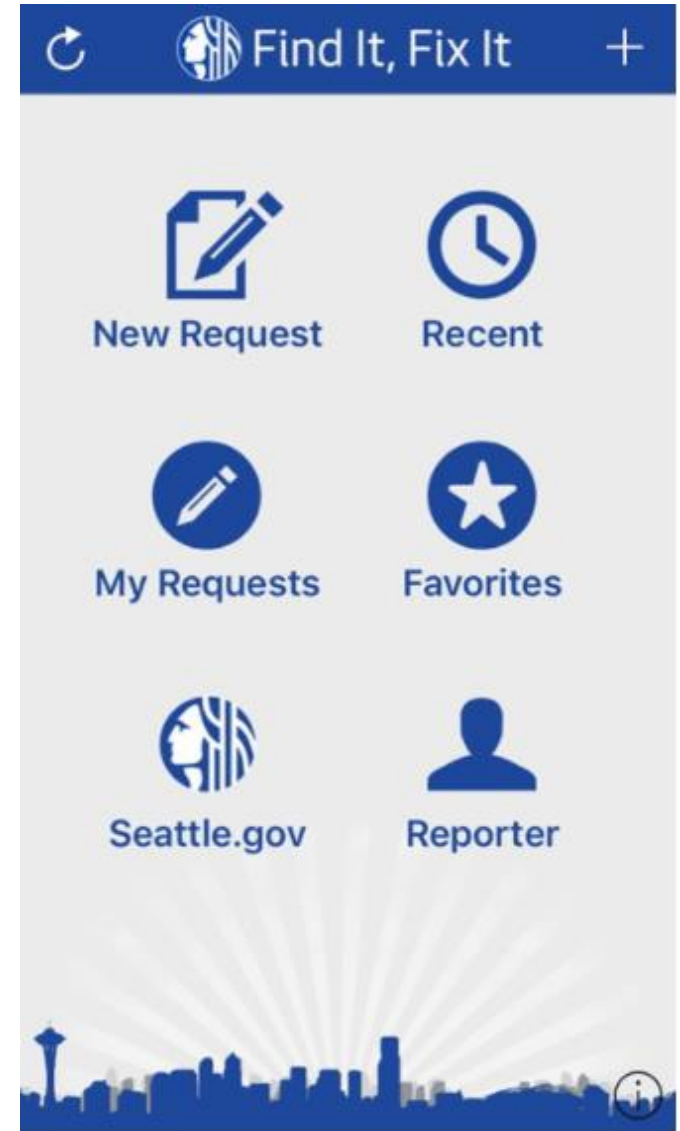 Find It, Fix It
New Request
Recent
My Requests
Favorites
Seattle.gov
Reporter